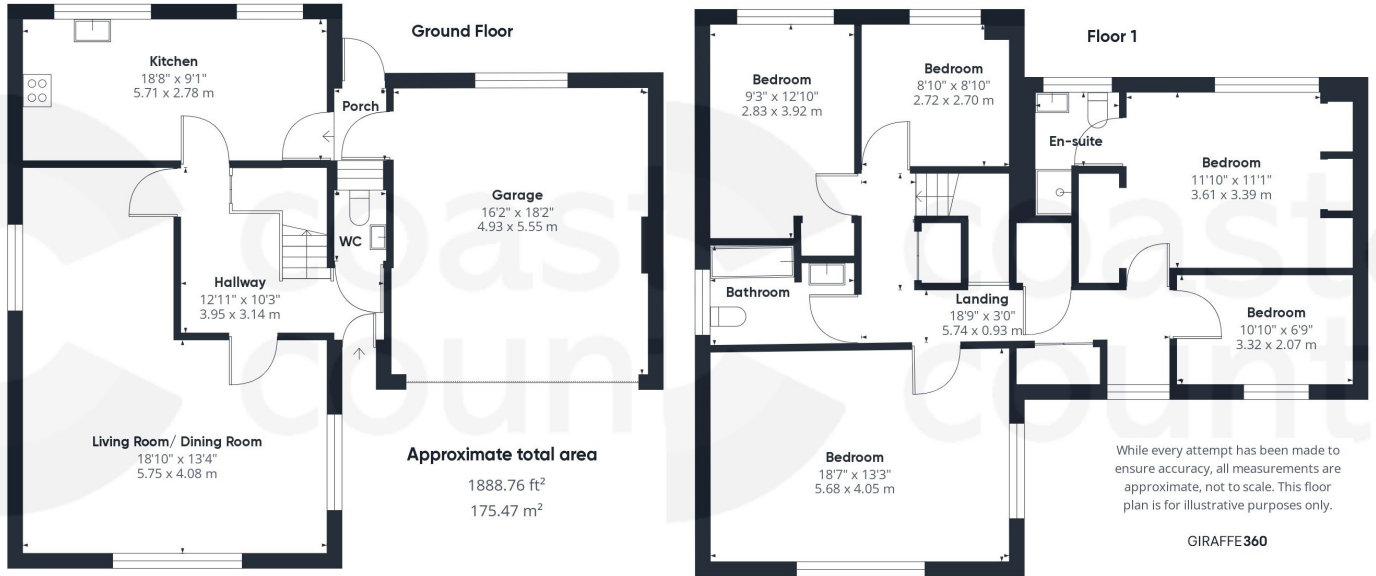 Ground Floor
Kitchen
18'8" x 9'1"
5.71 x 2.78 m
Porch
Garage
16'2" x 18'2"
4.93 x 5.55 m
WC
Hallway
12'11" x 10'3"
3.95 x 3.14 m
Living Room/ Dining Room
18'10" x 13'4"
5.75 x 4.08 m
Approximate total area
1888.76 ft²
175.47 m²
Floor 1
Bedroom
9'3" x 12'10"
2.83 x 3.92 m
Bedroom
8'10" x 8'10"
2.72 x 2.70 m
En-suite
Bedroom
11'10" x 11'1"
3.61 x 3.39 m
Bathroom
Landing
18'9" x 3'0"
5.74 x 0.93 m
Bedroom
10'10" x 6'9"
3.32 x 2.07 m
Bedroom
18'7" x 13'3"
5.68 x 4.05 m
While every attempt has been made to
ensure accuracy, all measurements are
approximate, not to scale. This floor
plan is for illustrative purposes only.
GIRAFFE360
coast
count
coast
count